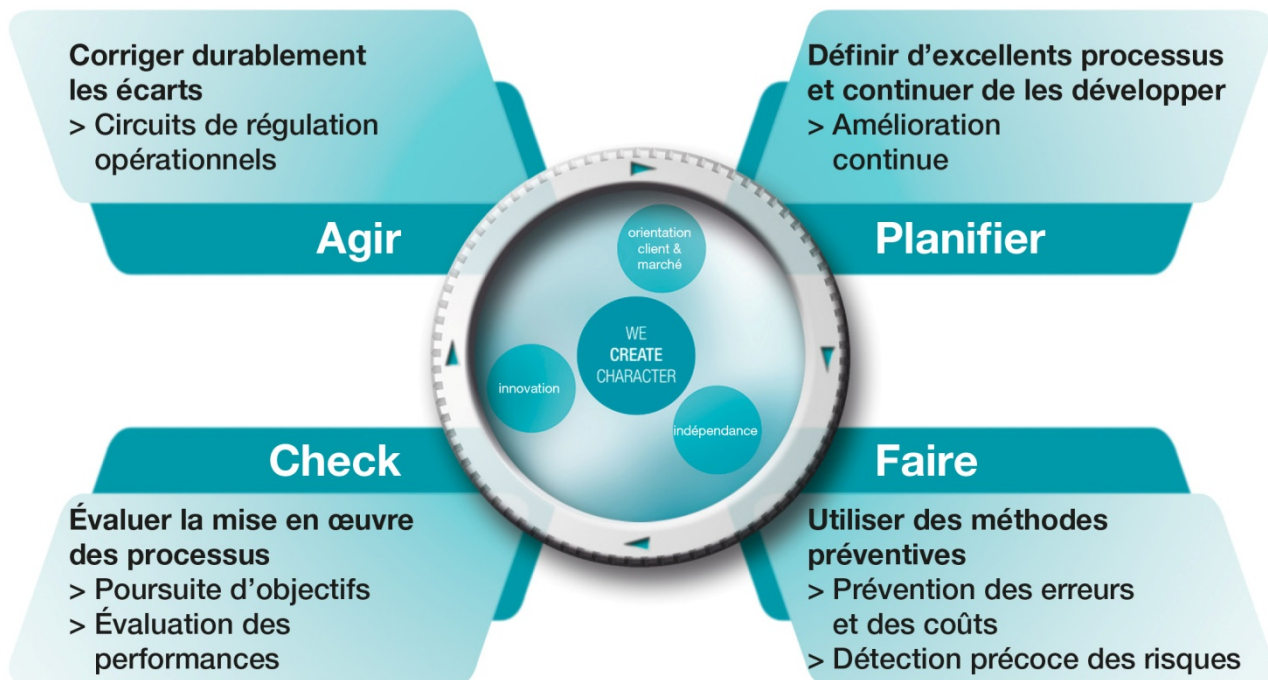 Corriger durablement
les écarts
> Circuits de régulation
opérationnels
Agir
Définir d’excellents processus
et continuer de les développer
> Amélioration
continue
Planifier
orientation
client &
marché
WE
CREATE
CHARACTER
innovation
indépendance
Check
Évaluer la mise en œuvre
des processus
> Poursuite d’objectifs
> Évaluation des
performances
Faire
Utiliser des méthodes
préventives
> Prévention des erreurs
et des coûts
> Détection précoce des risques